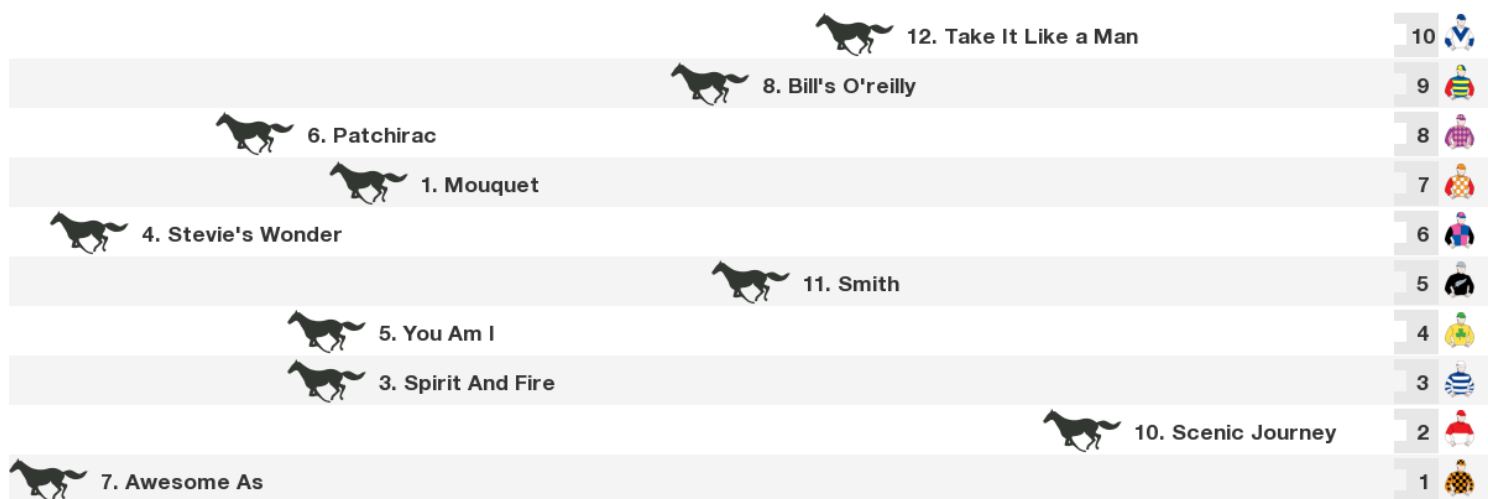 12. Take It Like a Man 10
8. Bill's O'reilly 9
6. Patchirac 8
1. Mouquet 7
4. Stevie's Wonder 6
11. Smith 5
5. You Am I 4
3. Spirit And Fire 3
10. Scenic Journey 2
7. Awesome As 1